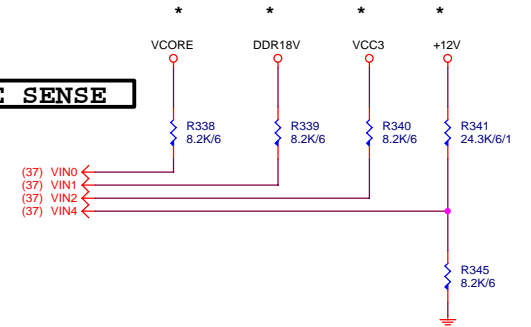 * * * *
VCORE DDR18V VCC3 +12V
SENSE
R338 R339 R340 R341
8.2K/6 8.2K/6 8.2K/6 24.3K/6/1
(37) VIN0
(37) VIN1
(37) VIN2
(37) VIN4
R345
8.2K/6